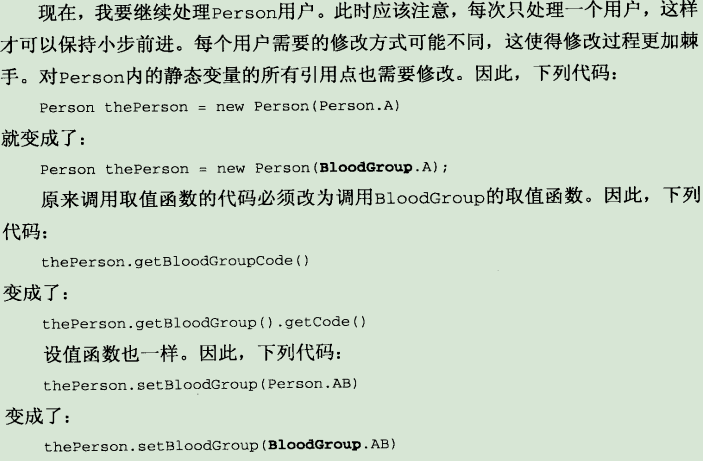 现在，我要继续处理Person用户。此时应该注意，每次只处理一个用户，这样
才可以保持小步前进。每个用户需要的修改方式可能不同，这使得修改过程更加棘
手。对Person内的静态变量的所有引用点也需要修改。因此，下列代码：
Person thePerson = new Person(Person.A)
就变成了：
Person thePerson = new Person(BloodGroup.A);
原来调用取值函数的代码必须改为调用BloodGroup的取值函数。因此，下列
代码：
thePerson.getBloodGroupCode()
变成了：
thePerson.getBloodGroup().getCode()
设值函数也一样。因此，下列代码：
thePerson.setBloodGroup(Person.AB)
变成了：
thePerson.setBloodGroup(BloodGroup.AB)